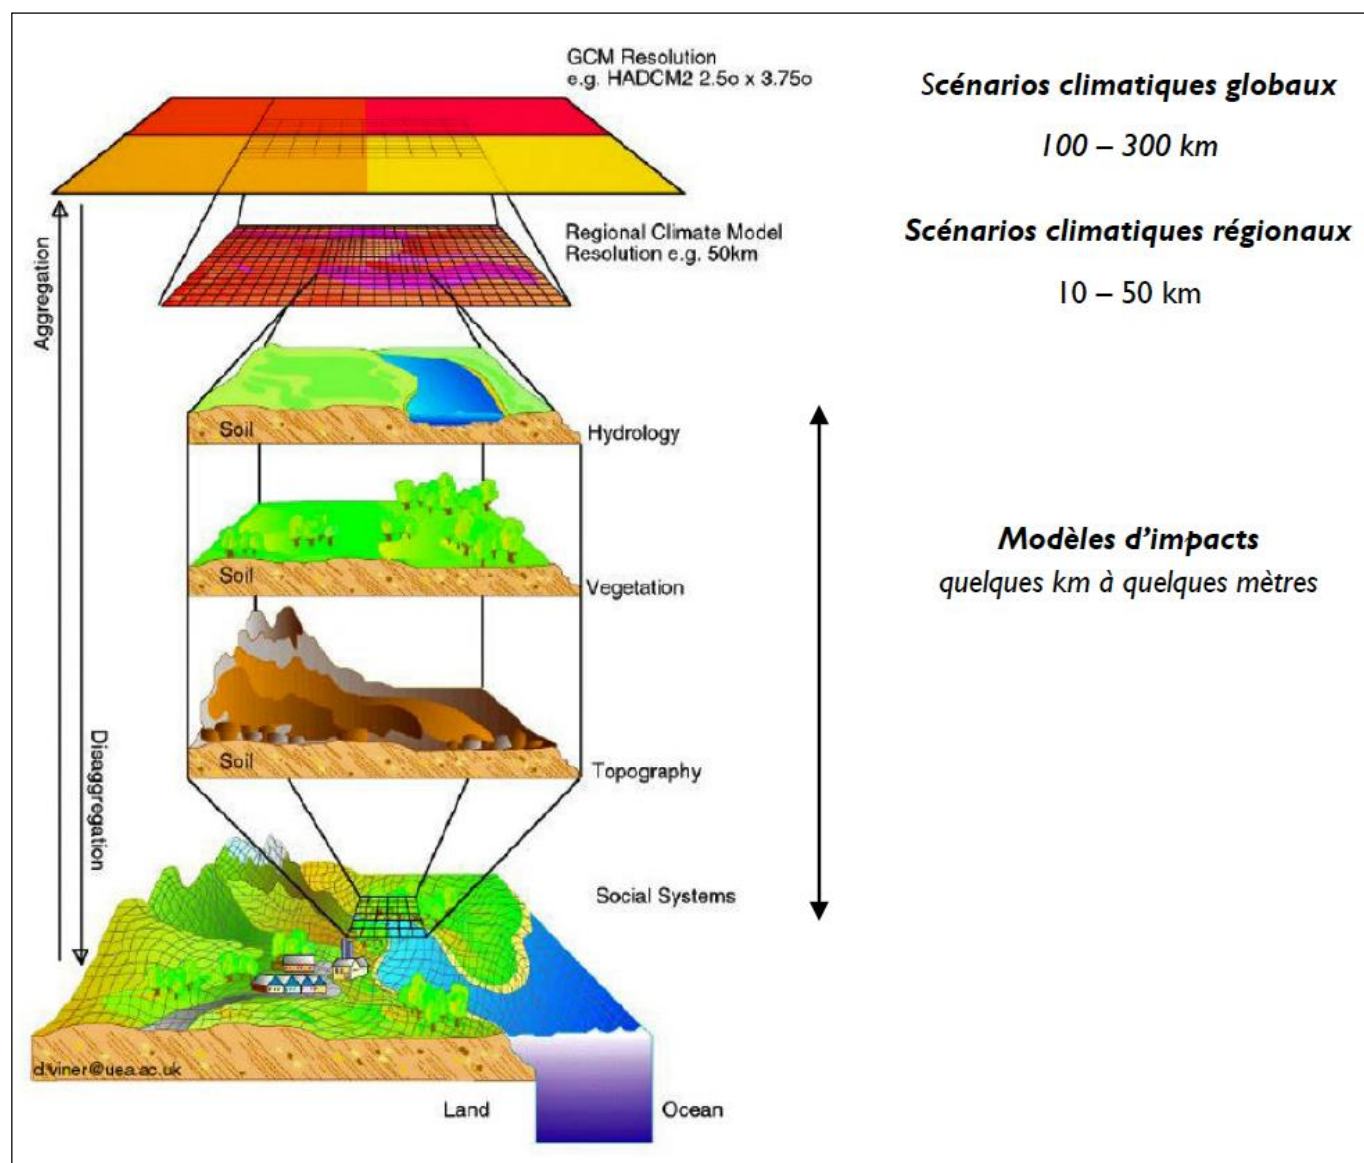 GCM Resolution
e.g. HADCM2 2.5o x 3.75o
Scénarios climatiques globaux
100 – 300 km
Regional Climate Model
Resolution e.g. 50km
Scénarios climatiques régionaux
10 – 50 km
Aggregation
Disaggregation
Soil
Hydrology
Soil
Vegetation
Modèles d’impacts
quelques km à quelques mètres
Soil
Topography
Social Systems
d.viner@uea.ac.uk
Land
Ocean